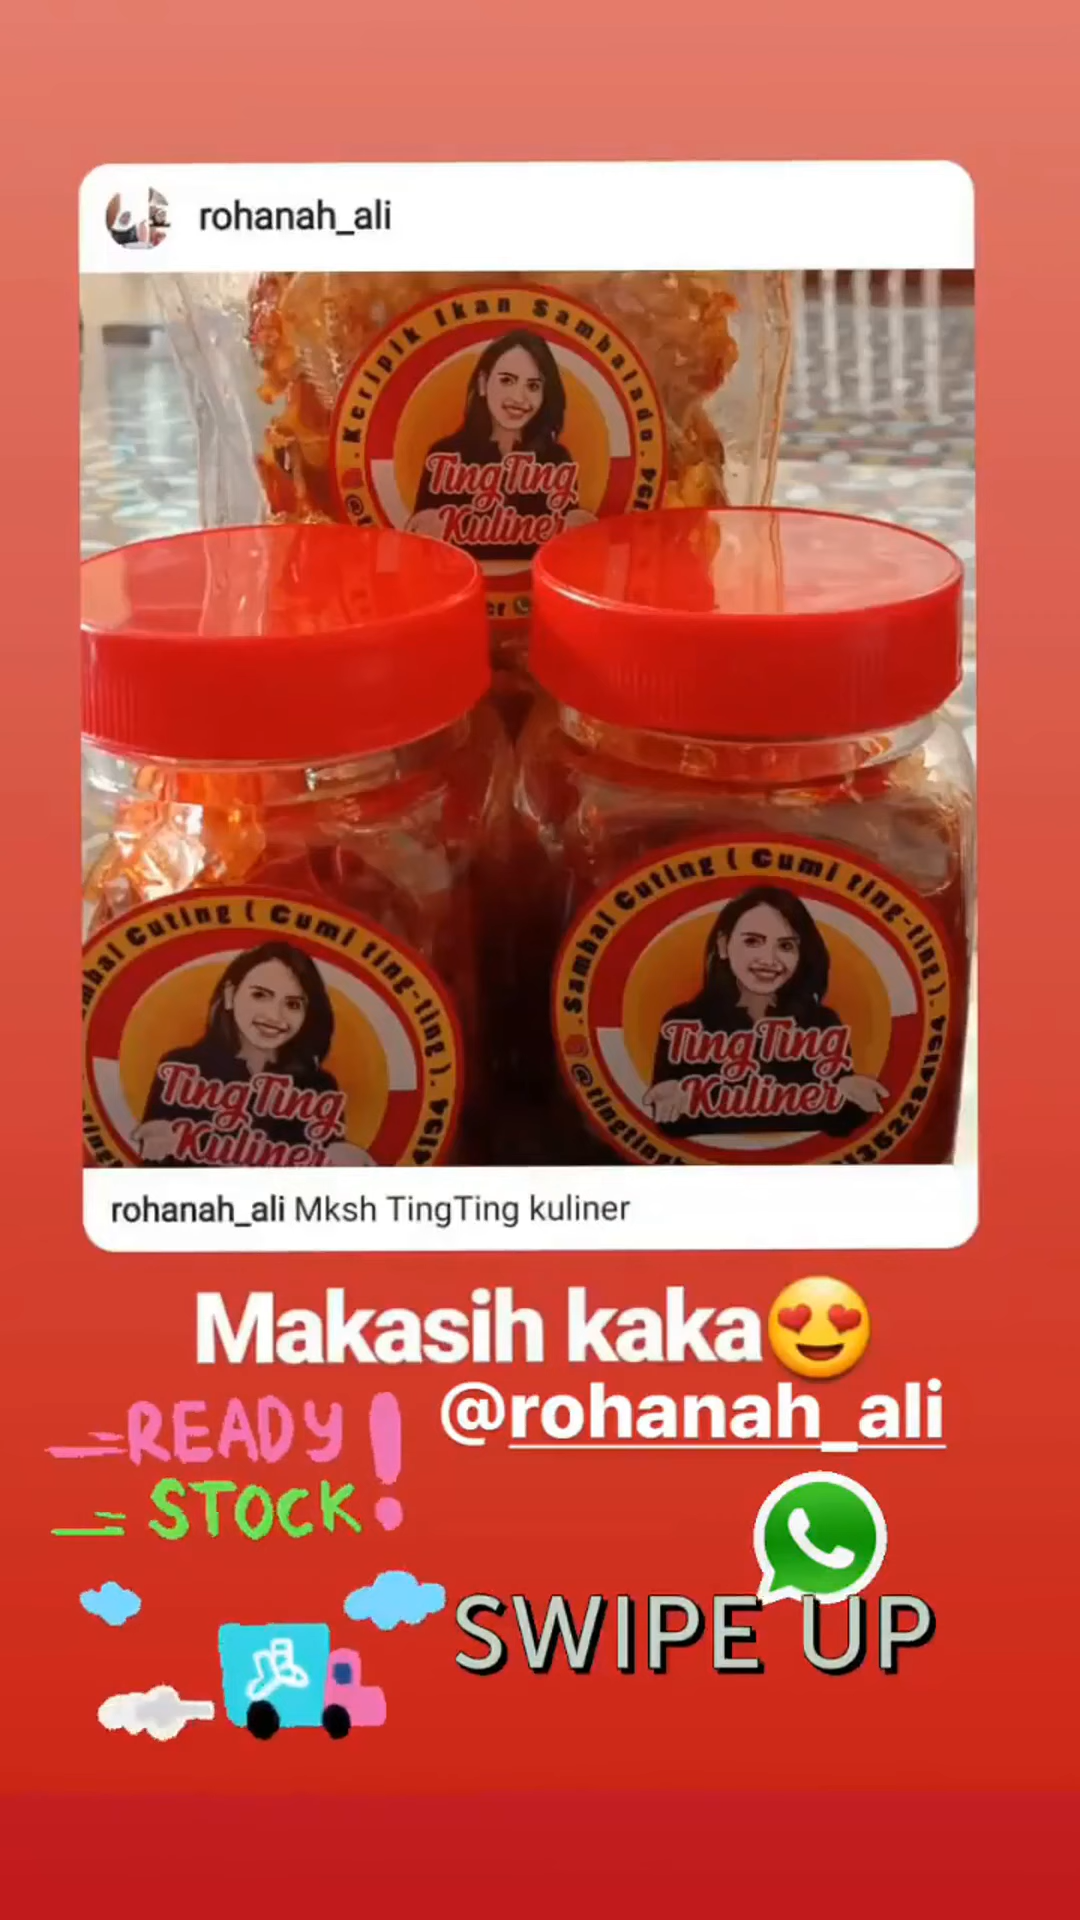 rohanah_ali
Keripik Ikan Sambalado.
TingTing
Kuliner
Cuting ( Cumi ting-ting ).
TingTing
Kuliner
.Sambal Cuting ( Cumi ting-ting ).
TingTing
Kuliner
rohanah_ali Mksh TingTing kuliner
Makasih kaka😍
@rohanah_ali
READY!
STOCK!
SWIPE UP